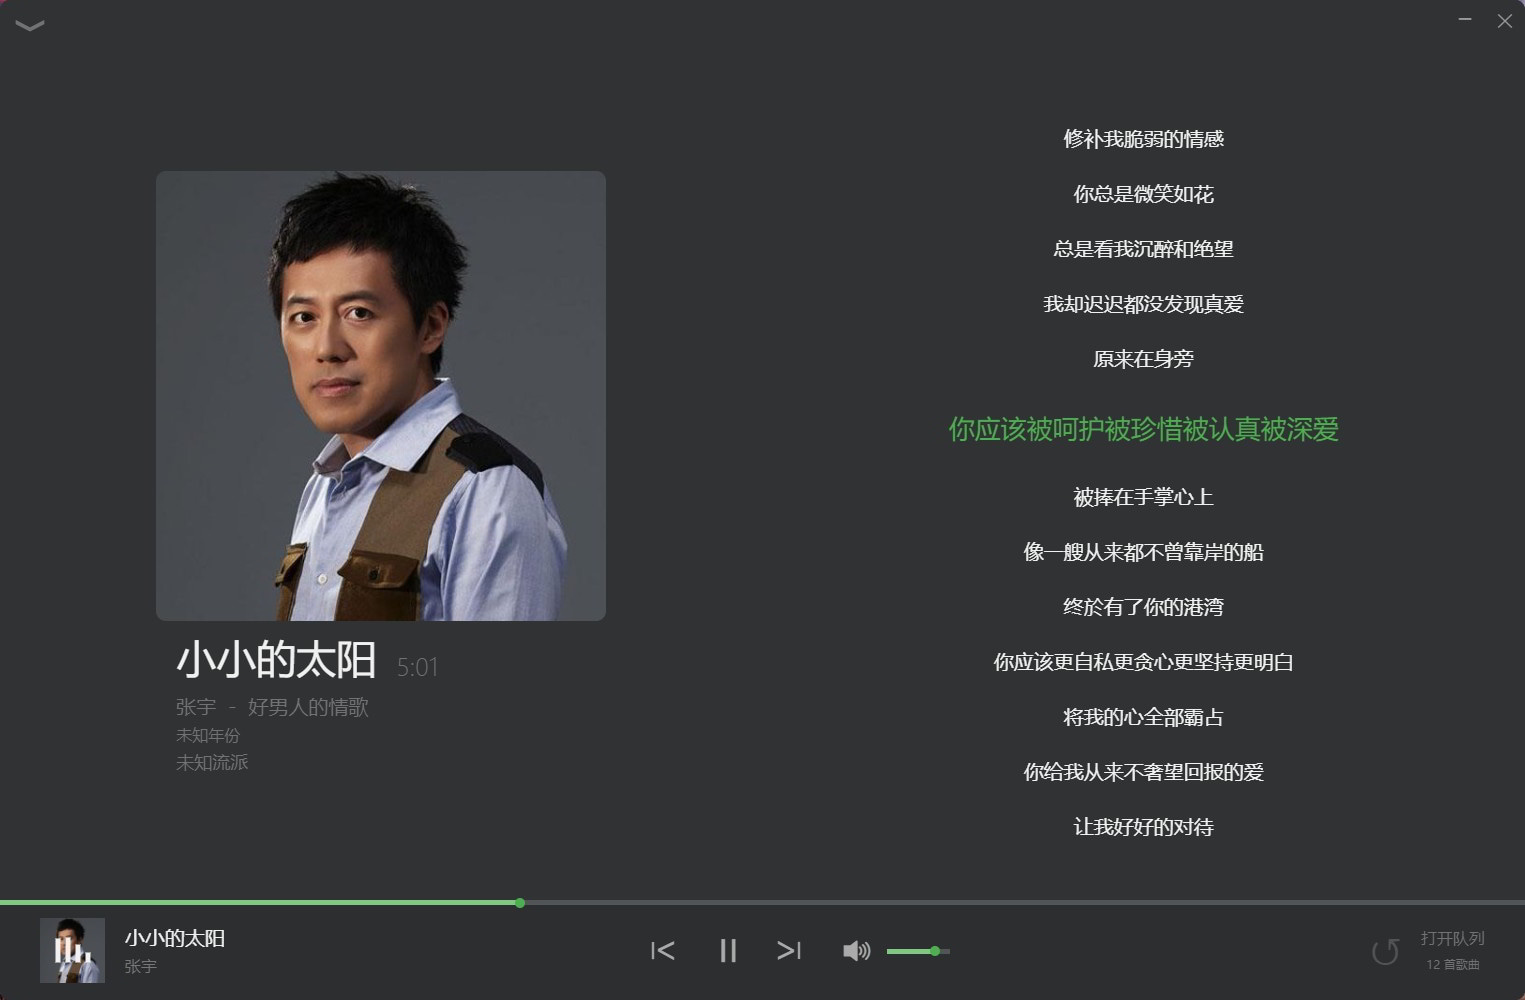 修补我脆弱的情感
你总是微笑如花
总是看我沉醉和绝望
我却迟迟都没发现真爱
原来在身旁
你应该被呵护被珍惜被认真被深爱
被捧在手掌心上
像一艘从来都不曾靠岸的船
终於有了你的港湾
你应该更自私更贪心更坚持更明白
将我的心全部霸占
你给我从来不奢望回报的爱
让我好好的对待
小小的太阳 5:01
张宇 - 好男人的情歌
未知年份
未知流派
小小的太阳
张宇
打开队列
12 首歌曲